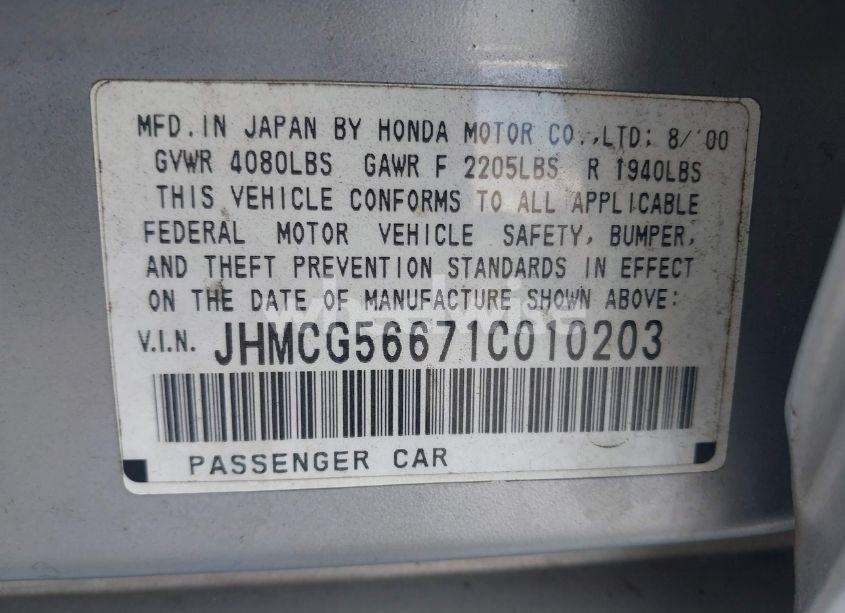 MFD. IN JAPAN BY HONDA MOTOR CO., LTD: 8/'00
GVWR 4080LBS GAWR F 2205LBS R 1940LBS
THIS VEHICLE CONFORMS TO ALL APPLICABLE
FEDERAL MOTOR VEHICLE SAFETY, BUMPER,
AND THEFT PREVENTION STANDARDS IN EFFECT
ON THE DATE OF MANUFACTURE SHOWN ABOVE:
V.I.N. JHMCG56671C010203
PASSENGER CAR